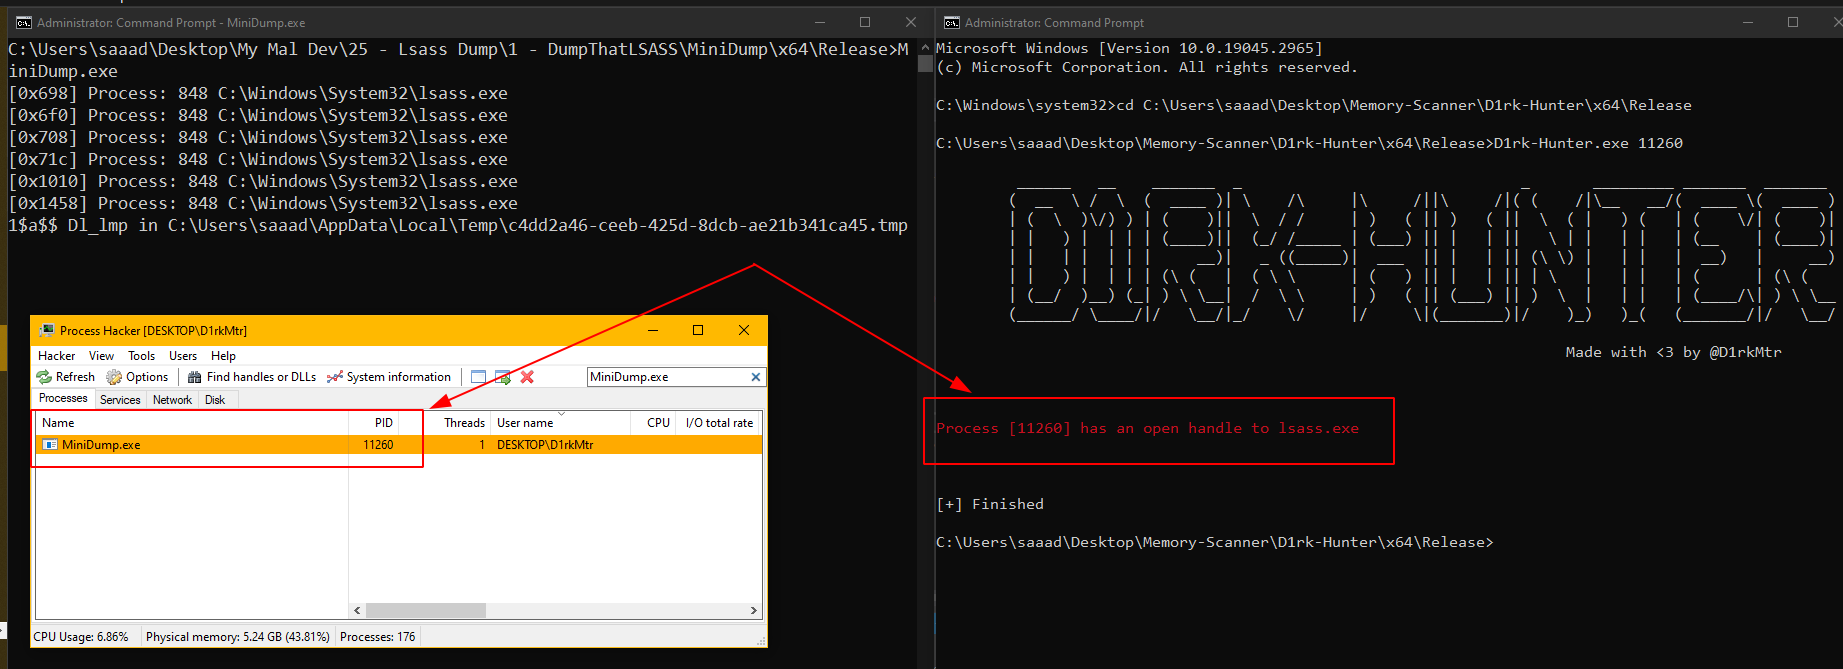 Administrator: Command Prompt - MiniDump.exe
C:\Users\saaad\Desktop\My Mal Dev\25 - Lsass Dump\1 - DumpThatLSASS\MiniDump\x64\Release>M
iniDump.exe
[0x698] Process: 848 C:\Windows\System32\lsass.exe
[0x6f0] Process: 848 C:\Windows\System32\lsass.exe
[0x708] Process: 848 C:\Windows\System32\lsass.exe
[0x71c] Process: 848 C:\Windows\System32\lsass.exe
[0x1010] Process: 848 C:\Windows\System32\lsass.exe
[0x1458] Process: 848 C:\Windows\System32\lsass.exe
1$a$$ Dl_lmp in C:\Users\saaad\AppData\Local\Temp\c4dd2a46-ceeb-425d-8dcb-ae21b341ca45.tmp
Process Hacker [DESKTOP\D1rkMtr]
Hacker View Tools Users Help
Refresh Options Find handles or DLLs System information MiniDump.exe
Processes Services Network Disk
Name PID Threads User name CPU I/O total rate
MiniDump.exe 11260 1 DESKTOP\D1rkMtr
CPU Usage: 6.86% Physical memory: 5.24 GB (43.81%) Processes: 176
Administrator: Command Prompt
Microsoft Windows [Version 10.0.19045.2965]
(c) Microsoft Corporation. All rights reserved.
C:\Windows\system32>cd C:\Users\saaad\Desktop\Memory-Scanner\D1rk-Hunter\x64\Release
C:\Users\saaad\Desktop\Memory-Scanner\D1rk-Hunter\x64\Release>D1rk-Hunter.exe 11260
D1RK-HUNTER
Made with <3 by @D1rkMtr
Process [11260] has an open handle to lsass.exe
[+] Finished
C:\Users\saaad\Desktop\Memory-Scanner\D1rk-Hunter\x64\Release>